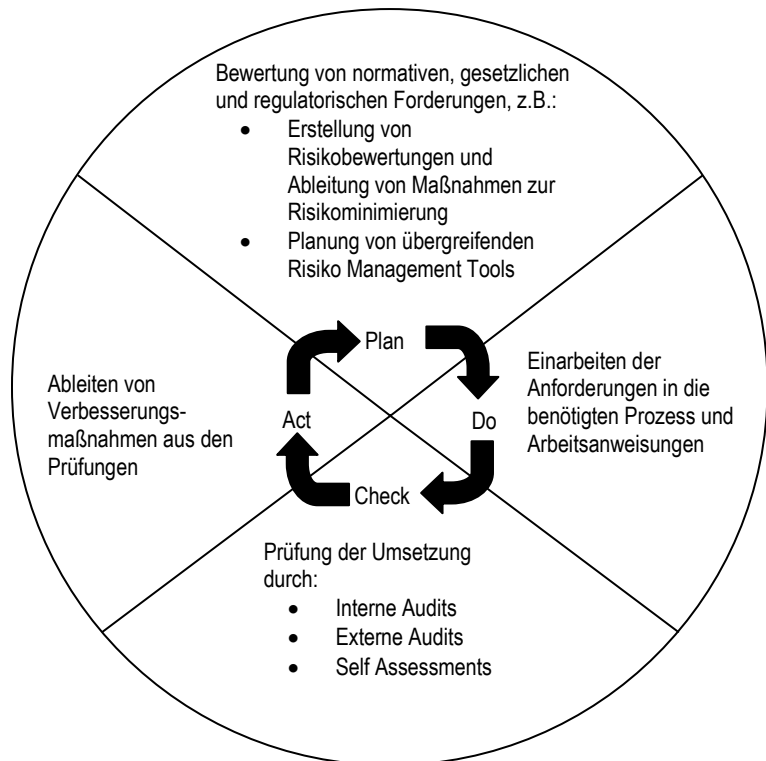 Bewertung von normativen, gesetzlichen
und regulatorischen Forderungen, z.B.:
• Erstellung von
Risikobewertungen und
Ableitung von Maßnahmen zur
Risikominimierung
• Planung von übergreifenden
Risiko Management Tools
Plan
Einarbeiten der
Anforderungen in die
benötigten Prozess und
Arbeitsanweisungen
Do
Check
Prüfung der Umsetzung
durch:
• Interne Audits
• Externe Audits
• Self Assessments
Act
Ableiten von
Verbesserungs-
maßnahmen aus den
Prüfungen